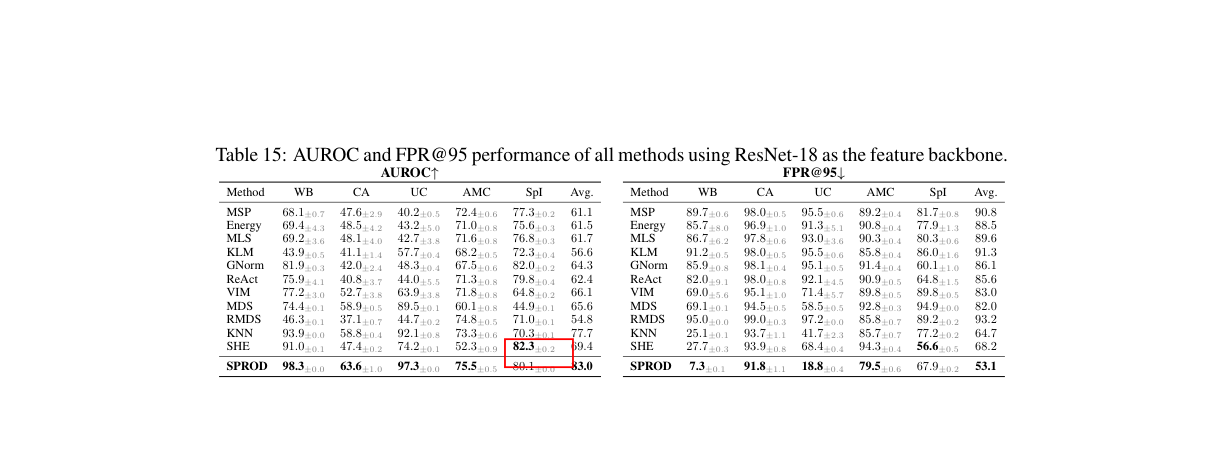 Table 15: AUROC and FPR@95 performance of all methods using ResNet-18 as the feature backbone.
AUROC↑
Method WB CA UC AMC SpI Avg.
MSP 68.1±0.7 47.6±2.9 40.2±0.5 72.4±0.6 77.3±0.2 61.1
Energy 69.4±4.3 48.5±4.2 43.2±5.0 71.0±0.8 75.6±0.3 61.5
MLS 69.2±3.6 48.1±4.0 42.7±3.8 71.6±0.8 76.8±0.3 61.7
KLM 43.9±0.5 41.1±1.4 57.7±0.4 68.2±0.5 72.3±0.4 56.6
GNorm 81.9±0.3 42.0±2.4 48.3±0.4 67.5±0.6 82.0±0.2 64.3
ReAct 75.9±4.1 40.8±3.7 44.0±5.5 71.3±0.8 79.8±0.4 62.4
VIM 77.2±3.0 52.7±3.8 63.9±3.8 71.8±0.8 64.8±0.2 66.1
MDS 74.4±0.1 58.9±0.5 89.5±0.1 60.1±0.8 44.9±0.1 65.6
RMDS 46.3±0.1 37.1±0.7 44.7±0.2 74.8±0.5 71.0±0.1 54.8
KNN 93.9±0.0 58.8±0.4 92.1±0.8 73.3±0.6 70.3±0.1 77.7
SHE 91.0±0.1 47.4±0.2 74.2±0.1 52.3±0.9 82.3±0.2 69.4
SPROD 98.3±0.0 63.6±1.0 97.3±0.0 75.5±0.5 80.1±0.0 83.0
FPR@95↓
Method WB CA UC AMC SpI Avg.
MSP 89.7±0.6 98.0±0.5 95.5±0.6 89.2±0.4 81.7±0.8 90.8
Energy 85.7±8.0 96.9±1.0 91.3±5.1 90.8±0.4 77.9±1.3 88.5
MLS 86.7±6.2 97.8±0.6 93.0±3.6 90.3±0.4 80.3±0.6 89.6
KLM 91.2±0.5 98.0±0.5 95.5±0.6 85.8±0.4 86.0±1.6 91.3
GNorm 85.9±0.8 98.1±0.4 95.1±0.5 91.4±0.4 60.1±1.0 86.1
ReAct 82.0±9.1 98.0±0.8 92.1±4.5 90.9±0.5 64.8±1.5 85.6
VIM 69.0±5.6 95.1±1.0 71.4±5.7 89.8±0.5 89.8±0.5 83.0
MDS 69.1±0.1 94.5±0.5 58.5±0.5 92.8±0.3 94.9±0.0 82.0
RMDS 95.0±0.0 99.0±0.3 97.2±0.0 85.7±0.8 89.2±0.2 93.2
KNN 25.1±0.1 93.7±1.1 41.7±2.3 85.7±0.7 77.2±0.2 64.7
SHE 27.7±0.3 93.9±0.8 68.4±0.4 94.3±0.4 56.6±0.5 68.2
SPROD 7.3±0.1 91.8±1.1 18.8±0.4 79.5±0.6 67.9±0.2 53.1